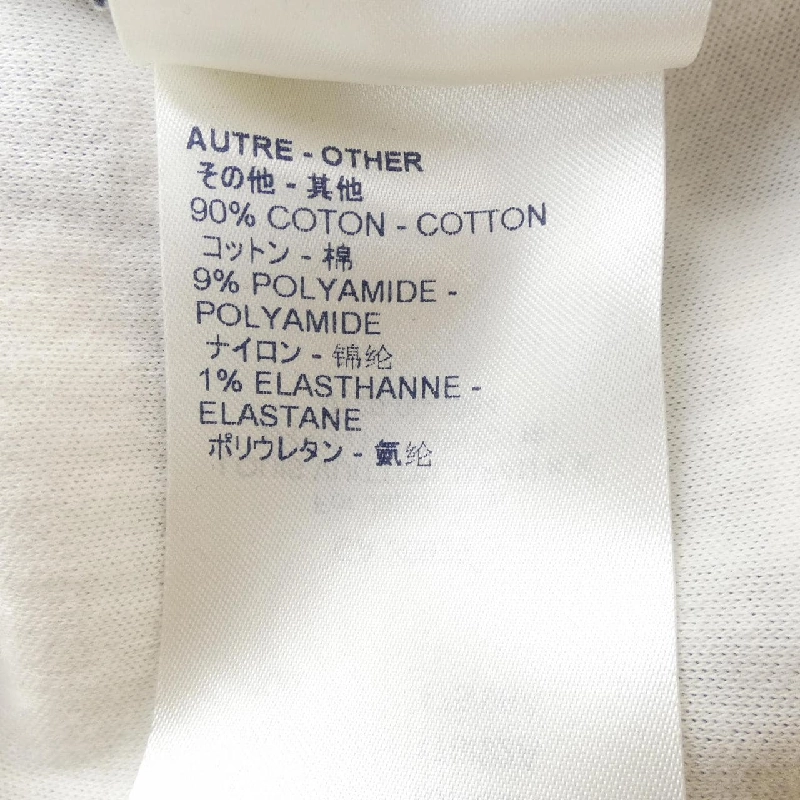 AUTRE - OTHER
その他 - 其他
90% COTON - COTTON
コットン - 棉
9% POLYAMIDE -
POLYAMIDE
ナイロン - 锦纶
1% ELASTHANNE -
ELASTANE
ポリウレタン - 氨纶